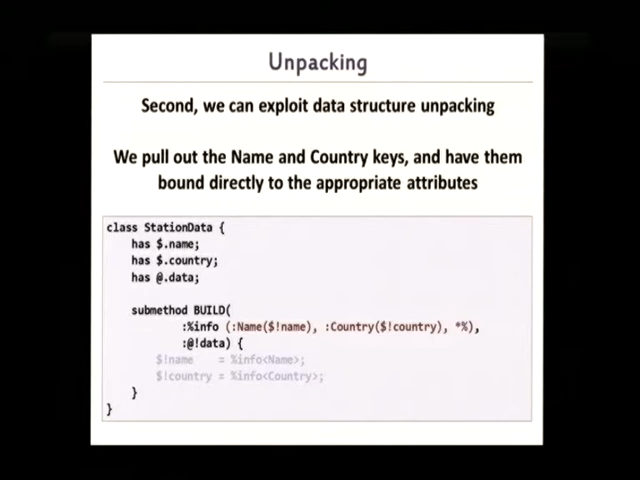 Unpacking
Second, we can exploit data structure unpacking
We pull out the Name and Country keys, and have them
bound directly to the appropriate attributes
class StationData {
has $.name;
has $.country;
has @.data;
submethod BUILD(
:%info (:Name($!name), :Country($!country), *%),
:@!data) {
$!name = %info<Name>;
$!country = %info<Country>;
}
}